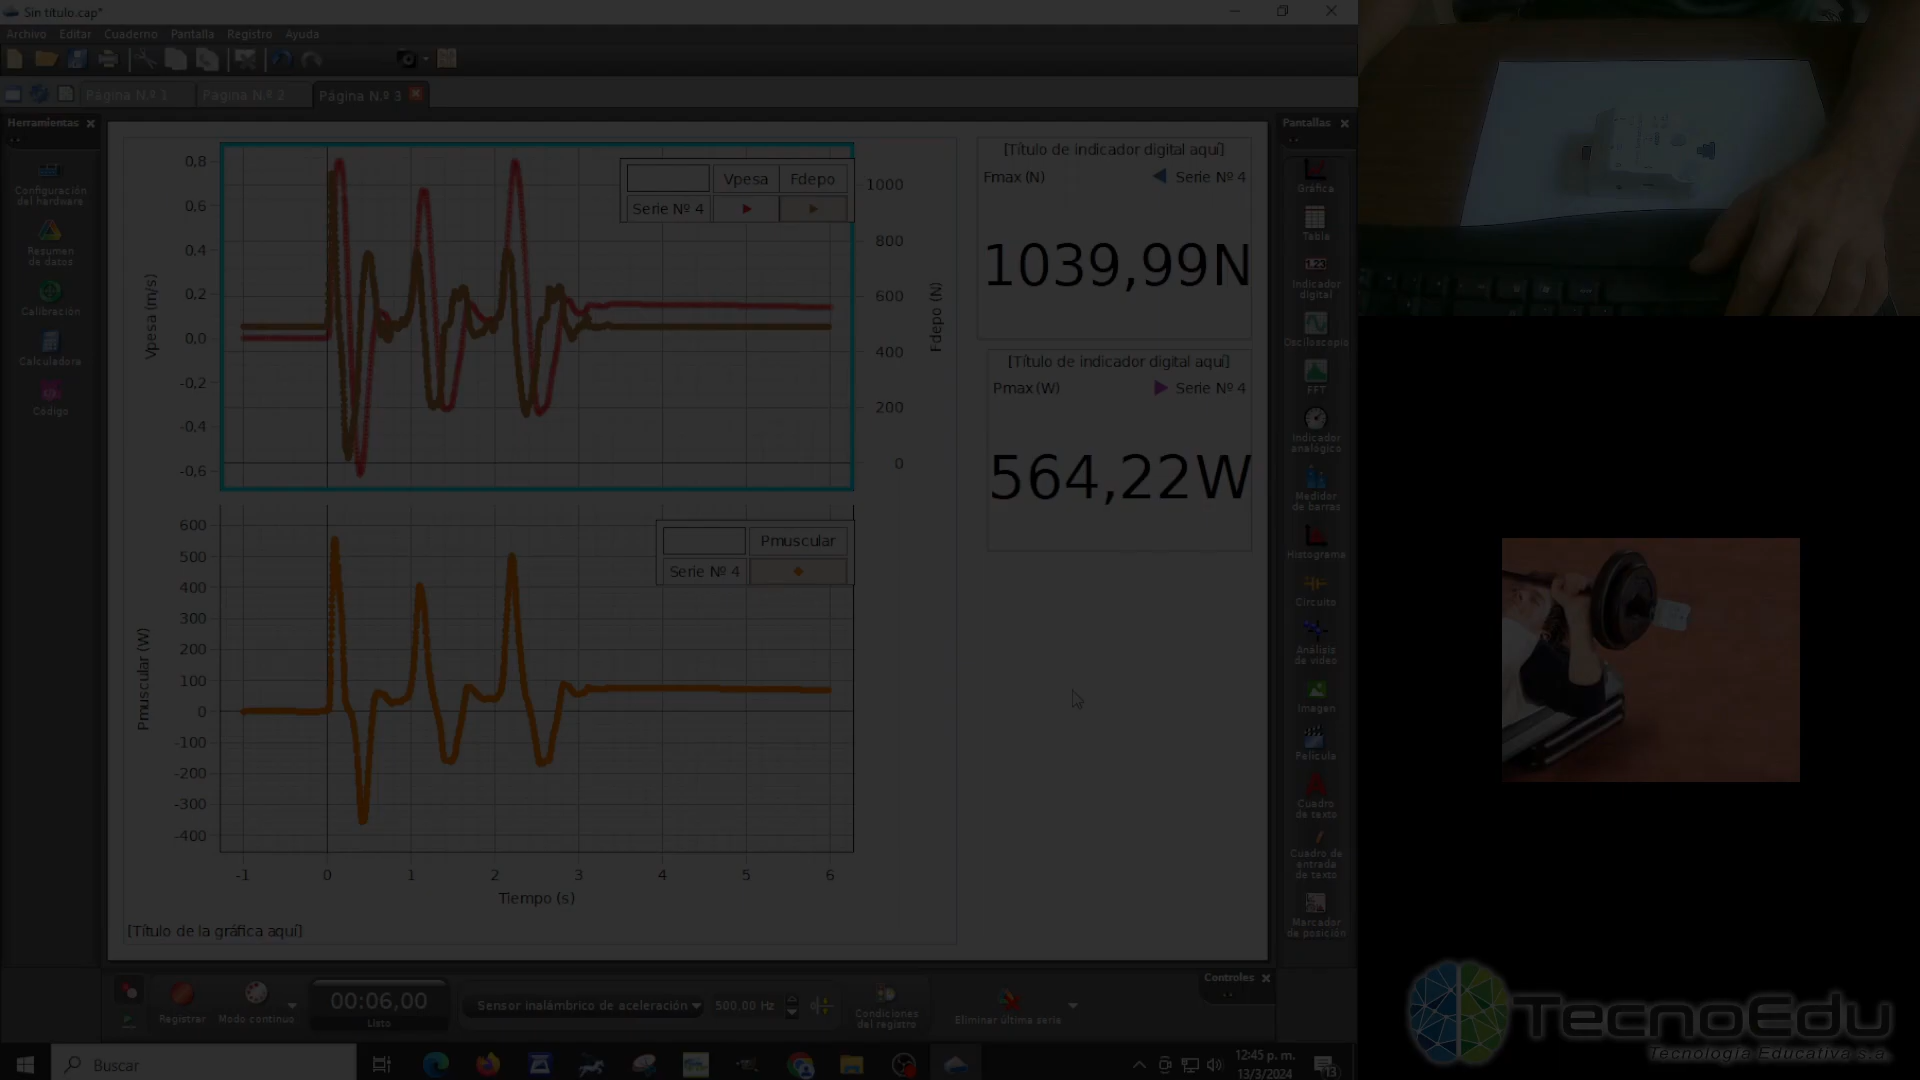 Sin título.cap*
Archivo Editar Cuaderno Pantalla Registro Ayuda
Página N.º 1 Página N.º 2 Página N.º 3
Herramientas
Configuración
del hardware
Resumen
de datos
Calibración
Calculadora
Código
Vpesa (m/s)
0,8
0,6
0,4
0,2
0,0
-0,2
-0,4
-0,6
Vpesa Fdepo
Serie Nº 4
1000
800
600
400
200
0
Fdepo (N)
Pmuscular (W)
600
500
400
300
200
100
0
-100
-200
-300
-400
Pmuscular
Serie Nº 4
-1 0 1 2 3 4 5 6
Tiempo (s)
[Título de la gráfica aquí]
[Título de indicador digital aquí]
Fmax (N) Serie Nº 4
1039,99N
[Título de indicador digital aquí]
Pmax (W) Serie Nº 4
564,22W
Pantallas
Gráfica
Tabla
1.23
Indicador
digital
Osciloscopio
FFT
Indicador
analógico
Medidor
de barras
Histograma
Circuito
Análisis
de vídeo
Imagen
Película
Cuadro
de texto
Cuadro de
entrada
de texto
Marcador
de posición
Controles
Registrar
Modo continuo
00:06,00
Listo
Sensor inalámbrico de aceleración
500,00 Hz
Condiciones
del registro
Eliminar última serie
Buscar
12:45 p. m.
13/3/2024
13
TecnoEdu
Tecnología Educativa s.a.